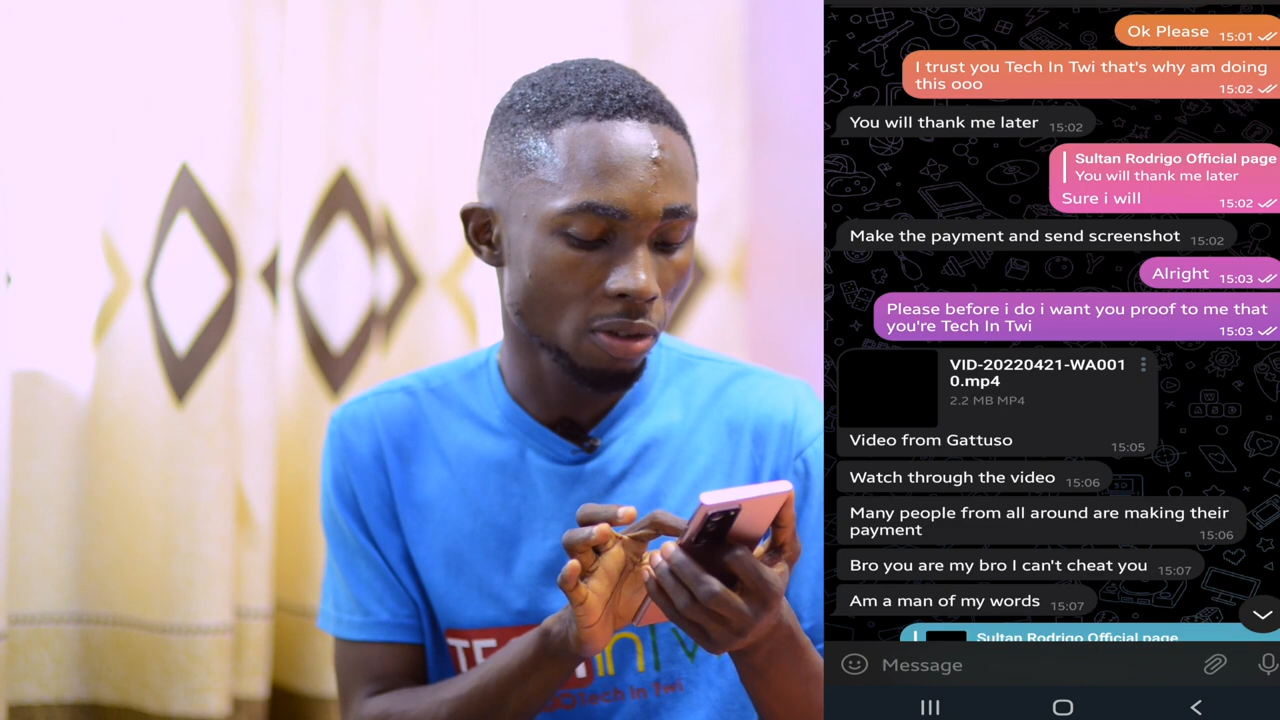 Ok Please 15:01
I trust you Tech In Twi that's why am doing
this ooo
15:02
You will thank me later 15:02
Sultan Rodrigo Official page
You will thank me later
Sure i will 15:02
Make the payment and send screenshot 15:02
Alright 15:03
Please before i do i want you proof to me that
you're Tech In Twi
15:03
VID-20220421-WA001
0.mp4
2.2 MB MP4
Video from Gattuso 15:05
Watch through the video 15:06
Many people from all around are making their
payment 15:06
Bro you are my bro I can't cheat you 15:07
Am a man of my words 15:07
Sultan Rodrigo Official page
Message
TE
inTv
Tech in Twi